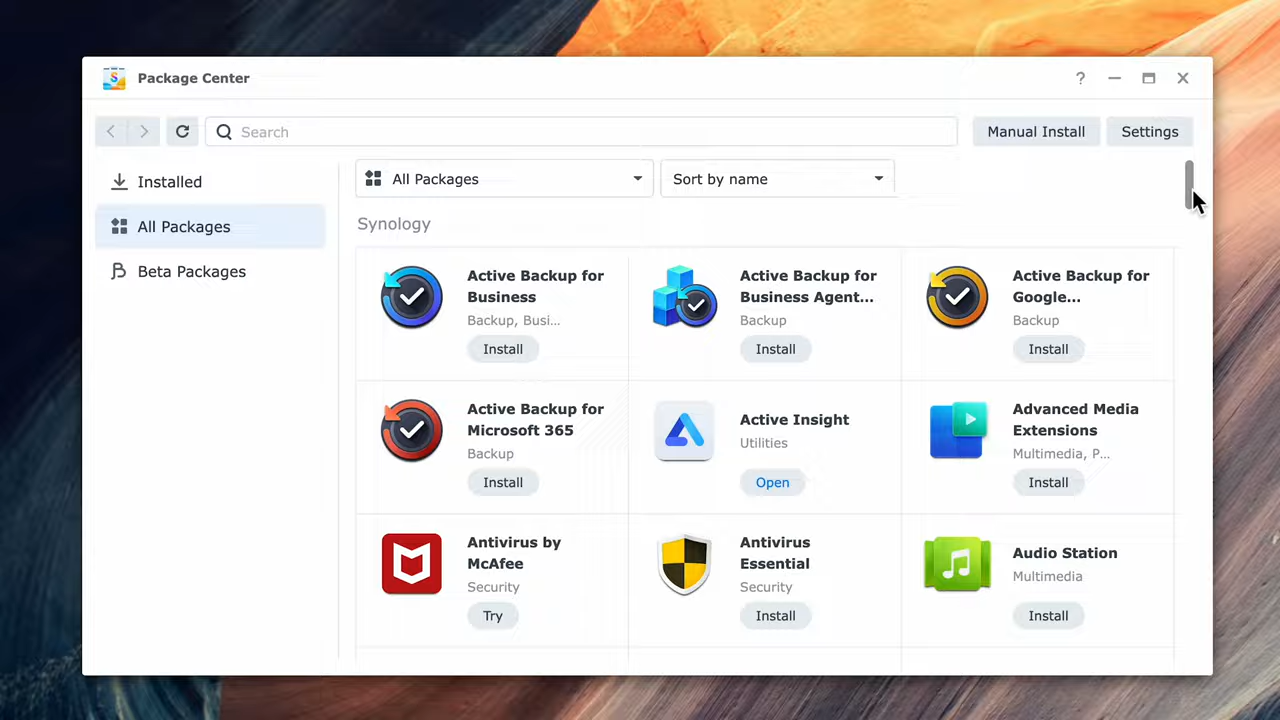 Package Center
Search
Manual Install
Settings
Installed
All Packages
Beta Packages
All Packages
Sort by name
Synology
Active Backup for
Business
Backup, Busi...
Install
Active Backup for
Business Agent...
Backup
Install
Active Backup for
Google...
Backup
Install
Active Backup for
Microsoft 365
Backup
Install
Active Insight
Utilities
Open
Advanced Media
Extensions
Multimedia, P...
Install
Antivirus by
McAfee
Security
Try
Antivirus
Essential
Security
Install
Audio Station
Multimedia
Install